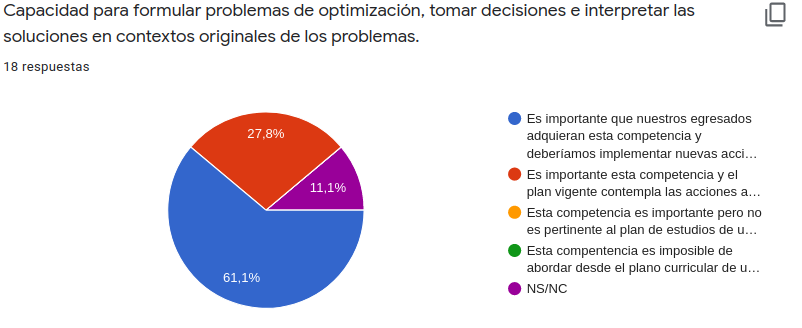 Capacidad para formular problemas de optimización, tomar decisiones e interpretar las
soluciones en contextos originales de los problemas.
18 respuestas
27,8%
11,1%
61,1%
Es importante que nuestros egresados
adquieran esta competencia y
deberíamos implementar nuevas acci…
Es importante esta competencia y el
plan vigente contempla las acciones a…
Esta competencia es importante pero no
es pertinente al plan de estudios de u…
Esta compentencia es imposible de
abordar desde el plano curricular de u…
NS/NC